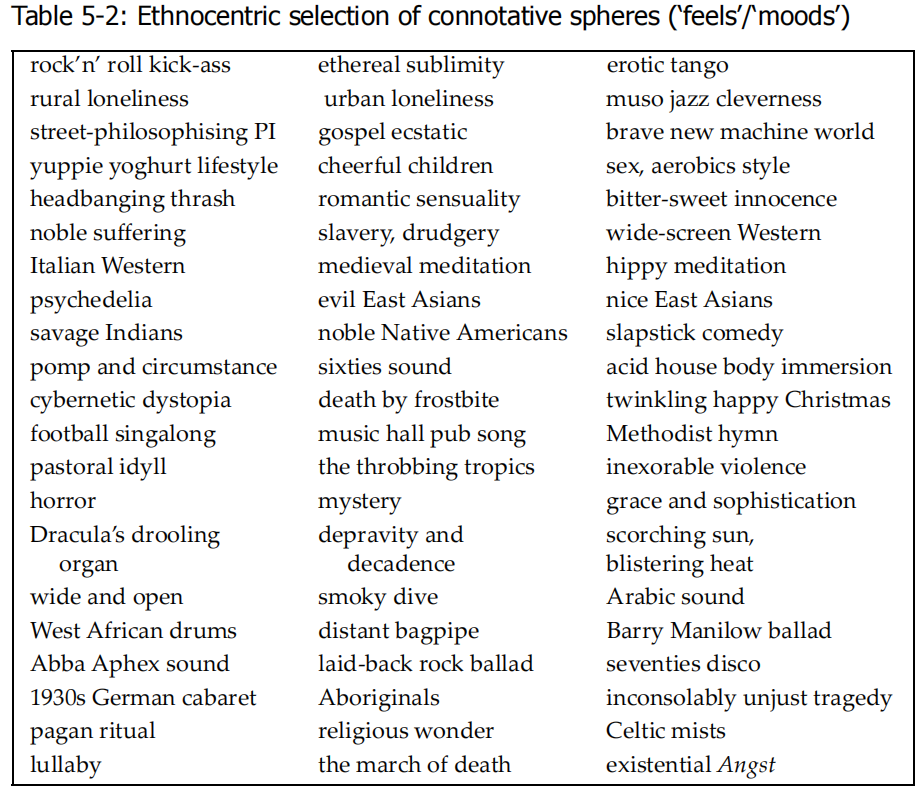 Table 5-2: Ethnocentric selection of connotative spheres (‘feels’/‘moods’)
rock’n’ roll kick-ass ethereal sublimity erotic tango
rural loneliness urban loneliness muso jazz cleverness
street-philosophising PI gospel ecstatic brave new machine world
yuppie yoghurt lifestyle cheerful children sex, aerobics style
headbanging thrash romantic sensuality bitter-sweet innocence
noble suffering slavery, drudgery wide-screen Western
Italian Western medieval meditation hippy meditation
psychedelia evil East Asians nice East Asians
savage Indians noble Native Americans slapstick comedy
pomp and circumstance sixties sound acid house body immersion
cybernetic dystopia death by frostbite twinkling happy Christmas
football singalong music hall pub song Methodist hymn
pastoral idyll the throbbing tropics inexorable violence
horror mystery grace and sophistication
Dracula’s drooling depravity and scorching sun,
organ decadence blistering heat
wide and open smoky dive Arabic sound
West African drums distant bagpipe Barry Manilow ballad
Abba Aphex sound laid-back rock ballad seventies disco
1930s German cabaret Aboriginals inconsolably unjust tragedy
pagan ritual religious wonder Celtic mists
lullaby the march of death existential Angst